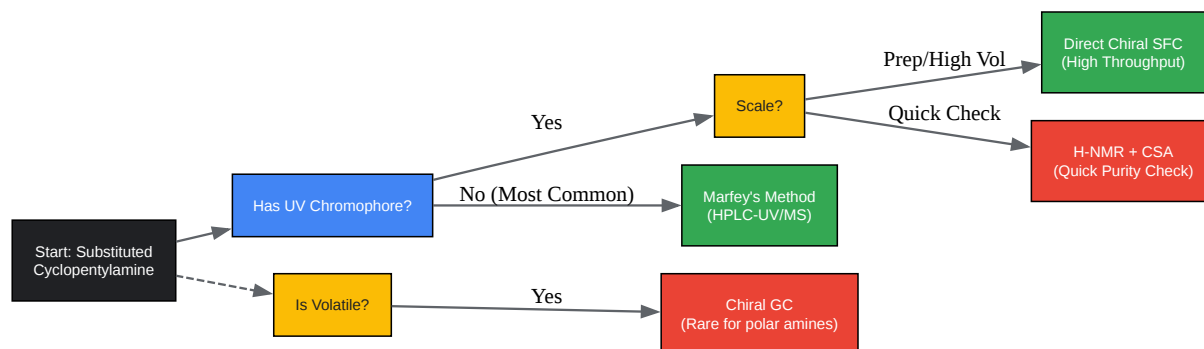 Prep/High Vol
Direct Chiral SFC
(High Throughput)
Scale?
Quick Check
Yes
H-NMR + CSA
(Quick Purity Check)
Has UV Chromophore?
No (Most Common)
Marfey's Method
(HPLC-UV/MS)
Start: Substituted
Cyclopentylamine
Is Volatile?
Yes
Chiral GC
(Rare for polar amines)